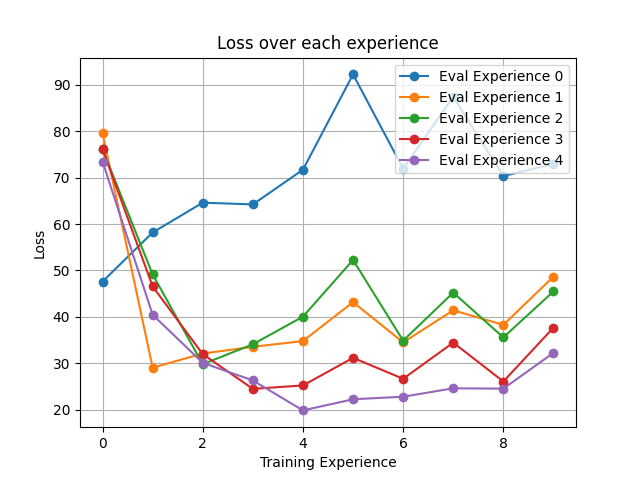 Loss over each experience
Eval Experience 0
Eval Experience 1
Eval Experience 2
Eval Experience 3
Eval Experience 4
90
80
70
60
50
40
30
20
Loss
0 2 4 6 8
Training Experience